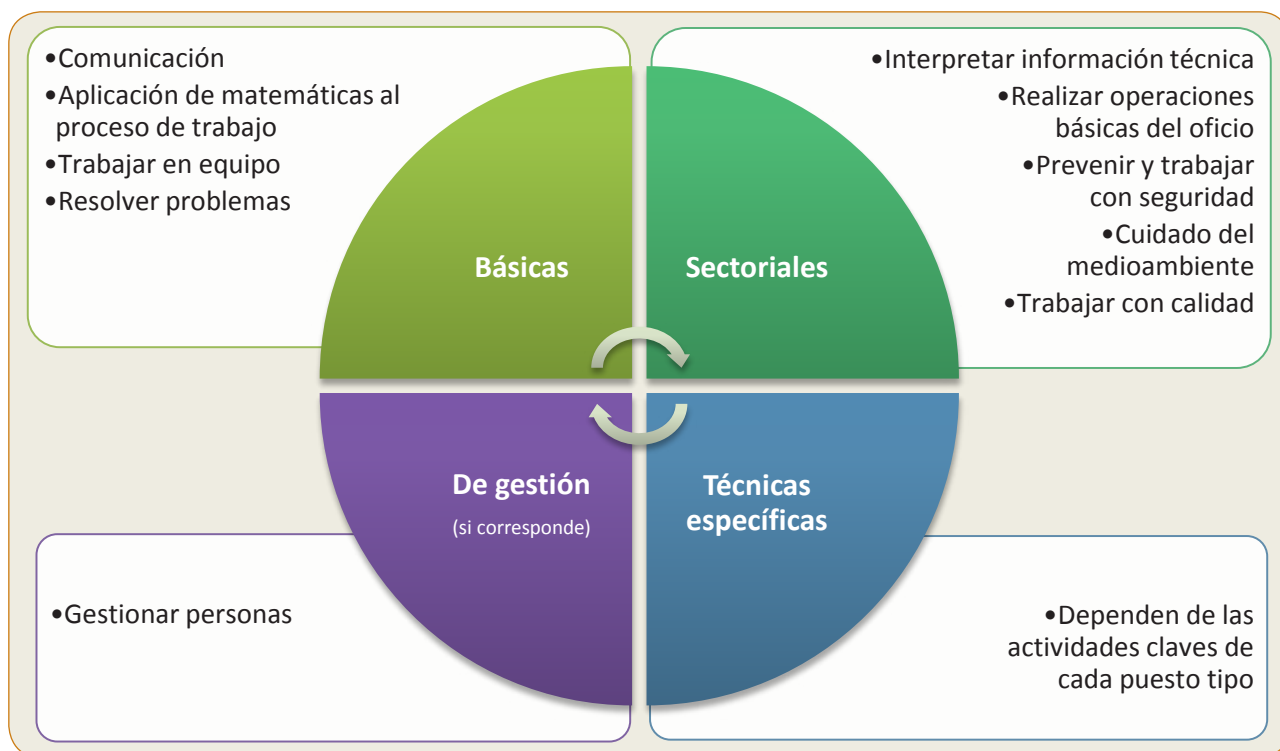 •Comunicación
•Aplicación de matemáticas al
proceso de trabajo
•Trabajar en equipo
•Resolver problemas
•Interpretar información técnica
•Realizar operaciones
básicas del oficio
•Prevenir y trabajar
con seguridad
•Cuidado del
medioambiente
•Trabajar con calidad
Básicas
Sectoriales
De gestión
(si corresponde)
Técnicas
específicas
•Gestionar personas
•Dependen de las
actividades claves de
cada puesto tipo